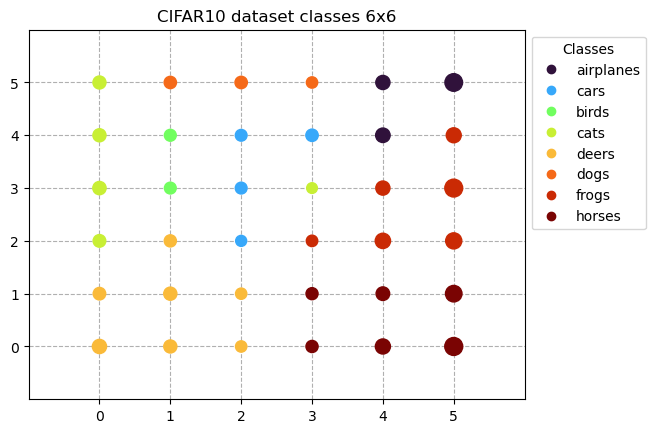 CIFAR10 dataset classes 6x6
5
4
3
2
1
0
0 1 2 3 4 5
Classes
airplanes
cars
birds
cats
deers
dogs
frogs
horses